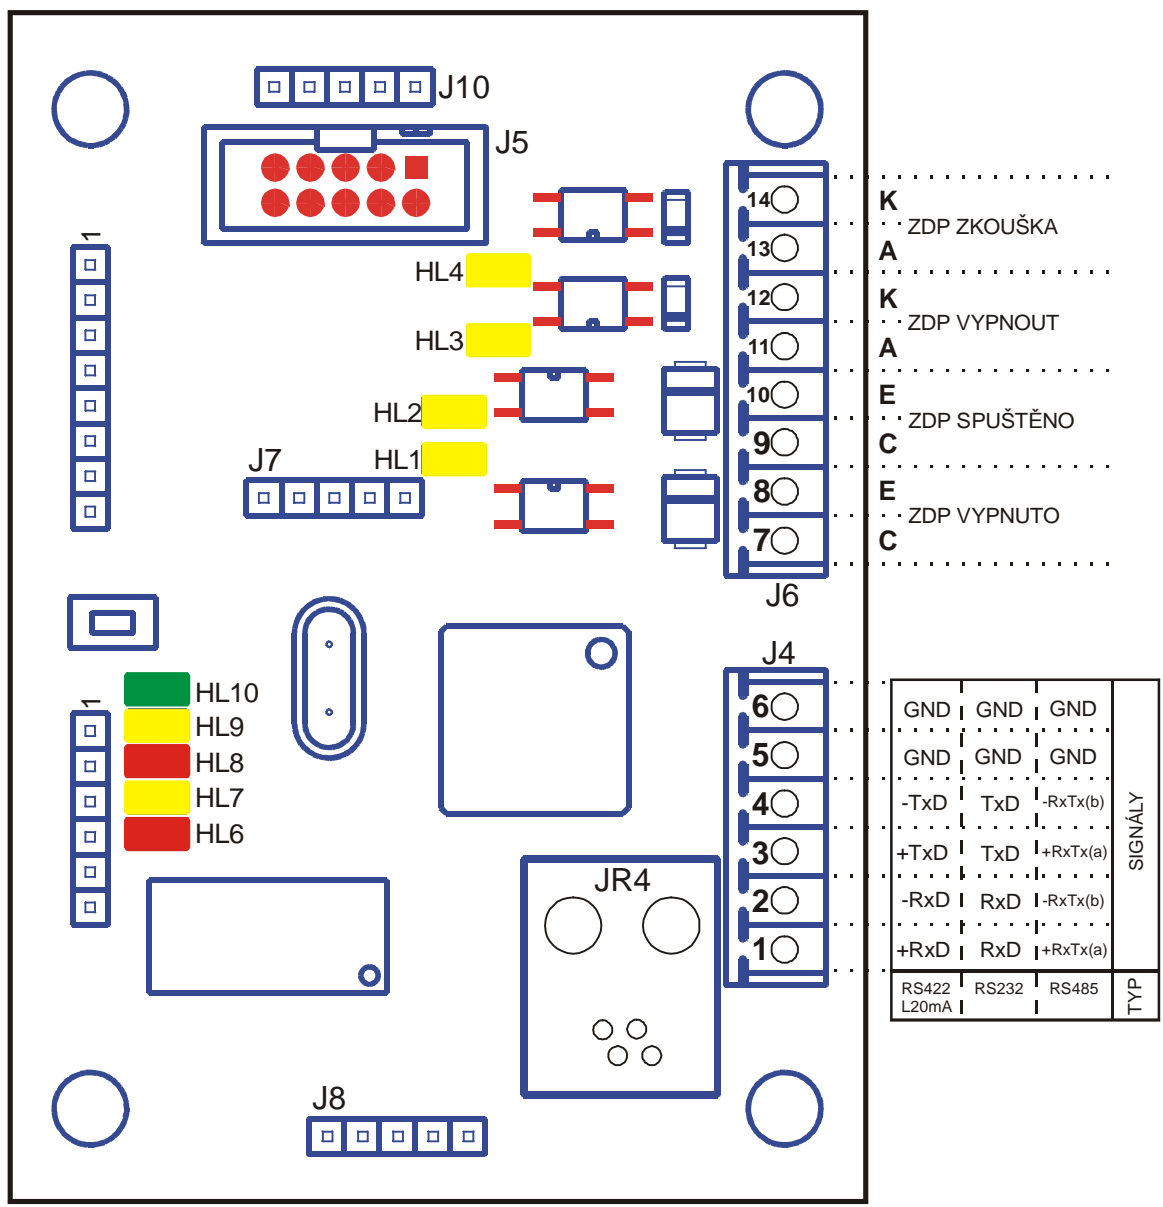 J10
J5
1
14 K
ZDP ZKOUŠKA
13 A
HL4
12 K
ZDP VYPNOUT
HL3
11 A
10 E
ZDP SPUŠTĚNO
HL2
9 C
HL1
J7
8 E
ZDP VYPNUTO
7 C
J6
J4
1
HL10
HL9
HL8
HL7
HL6
6 GND GND GND
5 GND GND GND
4 -TxD TxD -RxTx(b)
3 +TxD TxD +RxTx(a)
2 -RxD RxD -RxTx(b)
1 +RxD RxD +RxTx(a)
SIGNÁLY
RS422 RS232 RS485
L20mA
TYP
JR4
J8